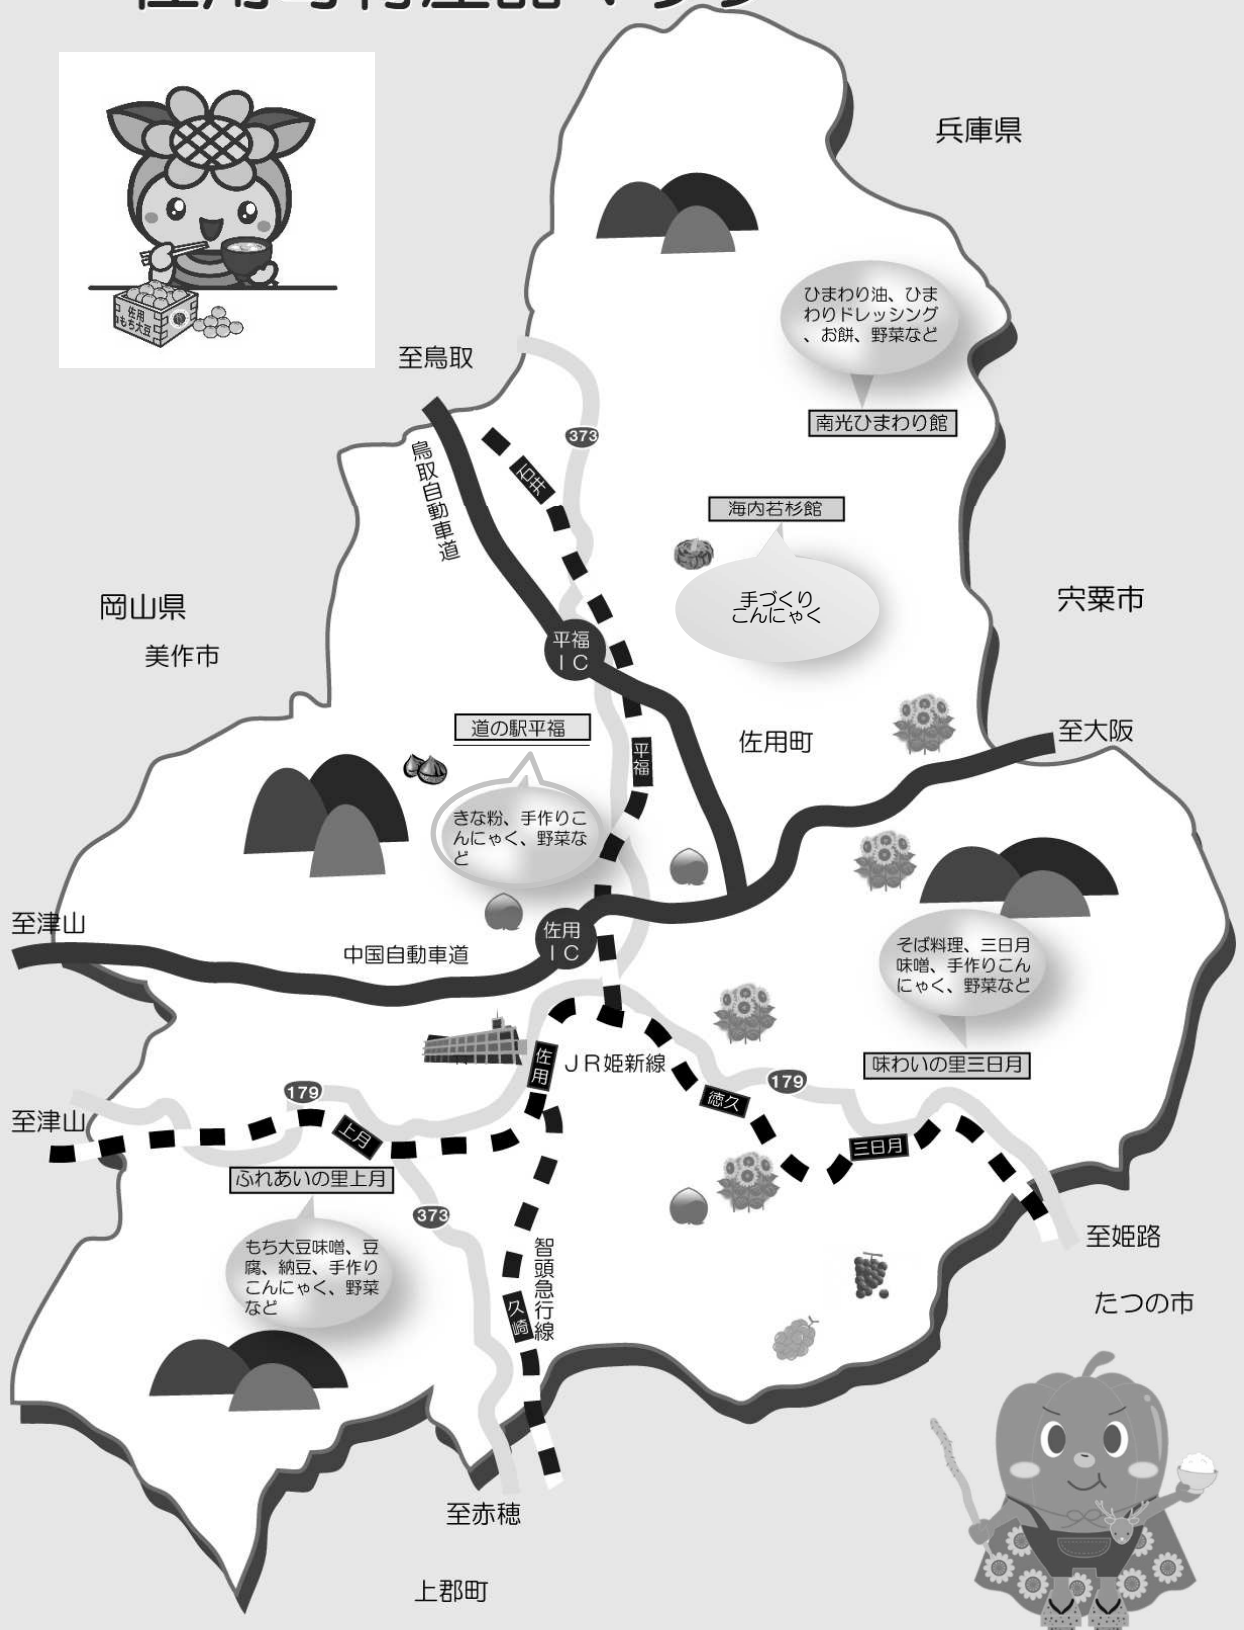 佐用町特産品マップ
兵庫県
佐用
もち大豆
ひまわり油、ひま
わりドレッシング
、お餅、野菜など
至鳥取
南光ひまわり館
373
鳥取自動車道
石井
海内若杉館
手づくり
こんにゃく
岡山県
美作市
宍粟市
平福
IC
道の駅平福
佐用町
至大阪
平福
きな粉、手作りこ
んにゃく、野菜な
ど
至津山
中国自動車道
佐用
IC
そば料理、三日月
味噌、手作りこん
にゃく、野菜など
味わいの里三日月
佐用
JR姫新線
179
179
徳久
至津山
上月
三日月
ふれあいの里上月
373
至姫路
もち大豆味噌、豆
腐、納豆、手作り
こんにゃく、野菜
など
智頭急行線
久崎
たつの市
至赤穂
上郡町